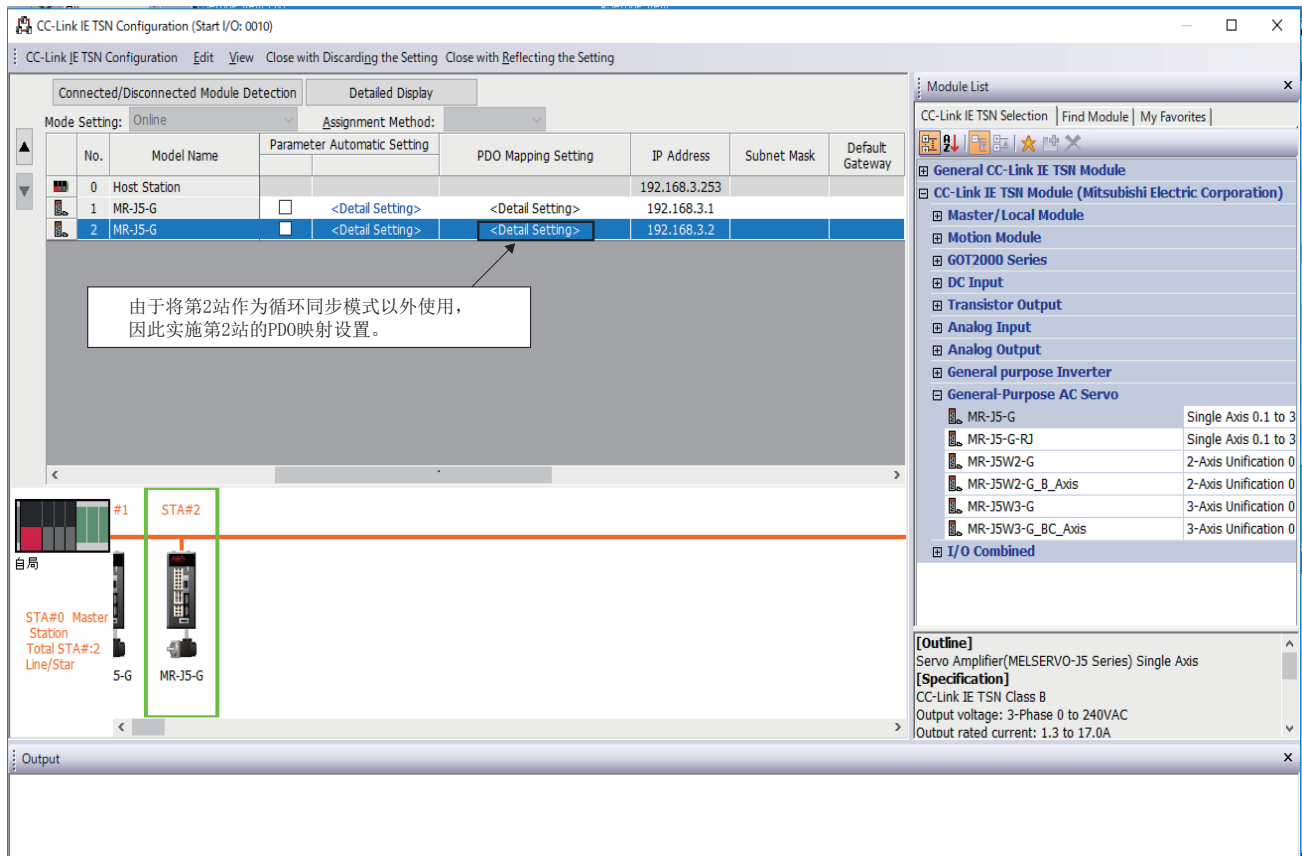 CC-Link IE TSN Configuration (Start I/O: 0010)
CC-Link IE TSN Configuration Edit View Close with Discarding the Setting Close with Reflecting the Setting
Connected/Disconnected Module Detection Detailed Display
Mode Setting: Online Assignment Method:
No. Model Name Parameter Automatic Setting PDO Mapping Setting IP Address Subnet Mask Default Gateway
0 Host Station 192.168.3.253
1 MR-J5-G <Detail Setting> <Detail Setting> 192.168.3.1
2 MR-J5-G <Detail Setting> <Detail Setting> 192.168.3.2
由于将第2站作为循环同步模式以外使用，
因此实施第2站的PDO映射设置。
#1 STA#2
自局
STA#0 Master
Station
Total STA#:2
Line/Star
5-G MR-J5-G
Module List
CC-Link IE TSN Selection Find Module My Favorites
General CC-Link IE TSN Module
CC-Link IE TSN Module (Mitsubishi Electric Corporation)
Master/Local Module
Motion Module
GOT2000 Series
DC Input
Transistor Output
Analog Input
Analog Output
General purpose Inverter
General-Purpose AC Servo
MR-J5-G Single Axis 0.1 to 3
MR-J5-G-RJ Single Axis 0.1 to 3
MR-J5W2-G 2-Axis Unification 0
MR-J5W2-G_B_Axis 2-Axis Unification 0
MR-J5W3-G 3-Axis Unification 0
MR-J5W3-G_BC_Axis 3-Axis Unification 0
I/O Combined
[Outline]
Servo Amplifier(MELSERVO-J5 Series) Single Axis
[Specification]
CC-Link IE TSN Class B
Output voltage: 3-Phase 0 to 240VAC
Output rated current: 1.3 to 17.0A
Output